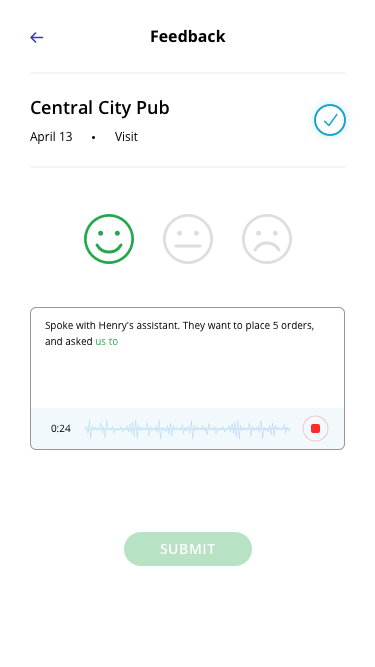 Feedback
Central City Pub
April 13 • Visit
Spoke with Henry's assistant. They want to place 5 orders,
and asked us to
0:24
SUBMIT